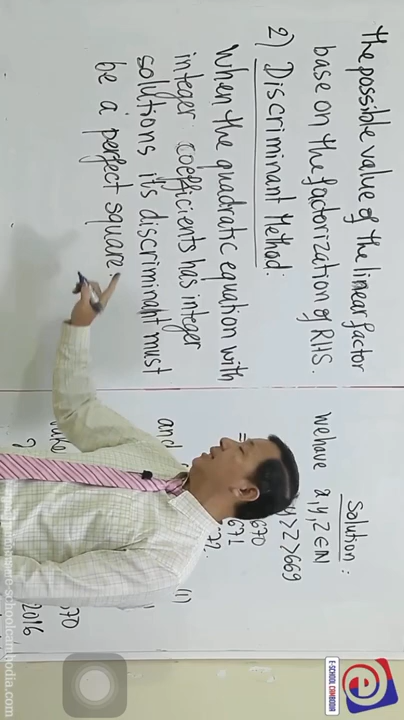 the possible value of the linear factor
base on the factorization of RHS.
2) Discriminant Method:
When the quadratic equation with
integer coefficients has integer
solutions its discriminant must
be a perfect square.
Solution:
we have x, y, z ∈ N
y > z > 669
670
671
and
(1)
2016
?
E-SCHOOL CAMBODIA